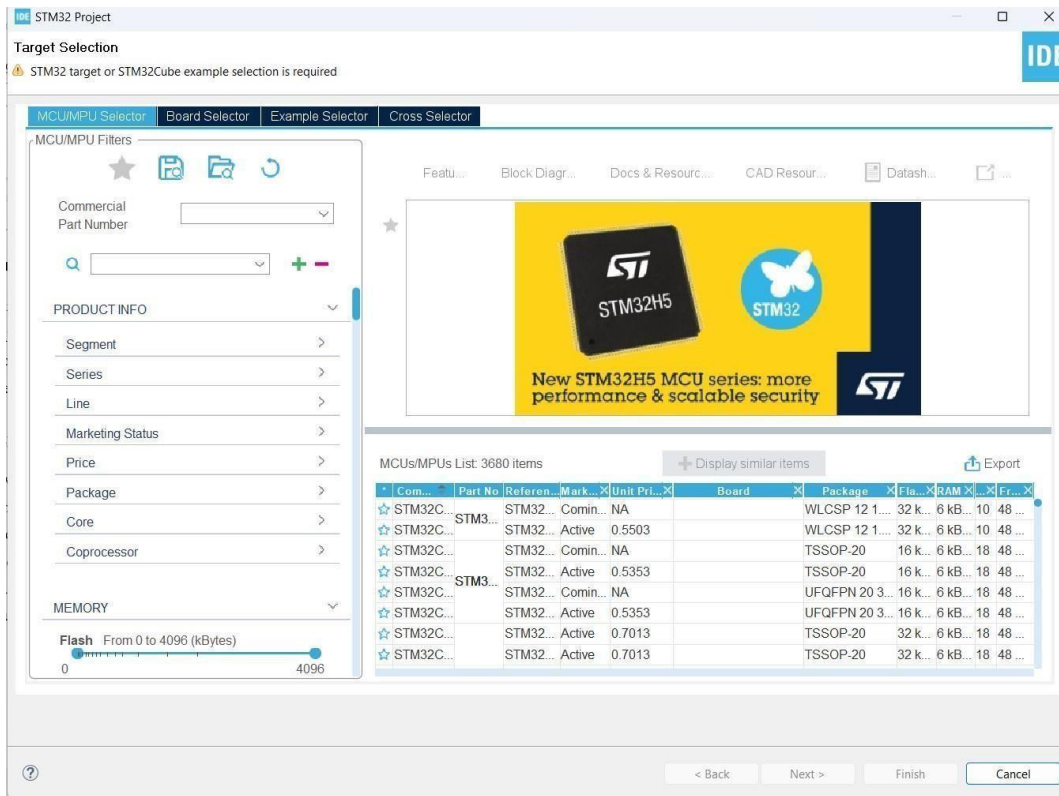 IDE STM32 Project
Target Selection
STM32 target or STM32Cube example selection is required
IDE
MCU/MPU Selector Board Selector Example Selector Cross Selector
MCU/MPU Filters
Featu... Block Diagr... Docs & Resourc... CAD Resour... Datash... ...
Commercial
Part Number
ST
STM32H5
STM32
New STM32H5 MCU series: more
performance & scalable security
ST
PRODUCT INFO
Segment
Series
Line
Marketing Status
Price
Package
Core
Coprocessor
MEMORY
Flash From 0 to 4096 (kBytes)
0 4096
MCUs/MPUs List: 3680 items
Display similar items
Export
* Com... Part No Referen... Mark... X Unit Pri... X Board X Package X Fla... X RAM X ... X Fr... X
STM32C... STM3... STM32... Comin... NA WLCSP 12 1.... 32 k... 6 kB... 10 48 ...
STM32C... STM32... Active 0.5503 WLCSP 12 1.... 32 k... 6 kB... 10 48 ...
STM32C... STM3... STM32... Comin... NA TSSOP-20 16 k... 6 kB... 18 48 ...
STM32C... STM32... Active 0.5353 TSSOP-20 16 k... 6 kB... 18 48 ...
STM32C... STM32... Comin... NA UFQFPN 20 3... 16 k... 6 kB... 18 48 ...
STM32C... STM32... Active 0.5353 UFQFPN 20 3... 16 k... 6 kB... 18 48 ...
STM32C... STM32... Active 0.7013 TSSOP-20 32 k... 6 kB... 18 48 ...
STM32C... STM32... Active 0.7013 TSSOP-20 32 k... 6 kB... 18 48 ...
? < Back Next > Finish Cancel